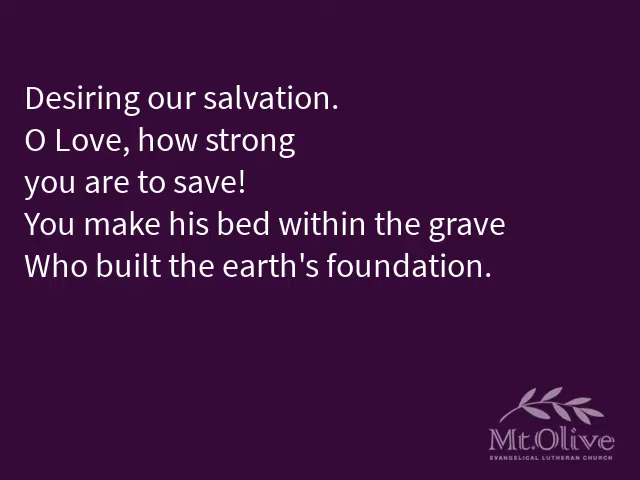 Desiring our salvation.
O Love, how strong
you are to save!
You make his bed within the grave
Who built the earth's foundation.
Mt.Olive
EVANGELICAL LUTHERAN CHURCH